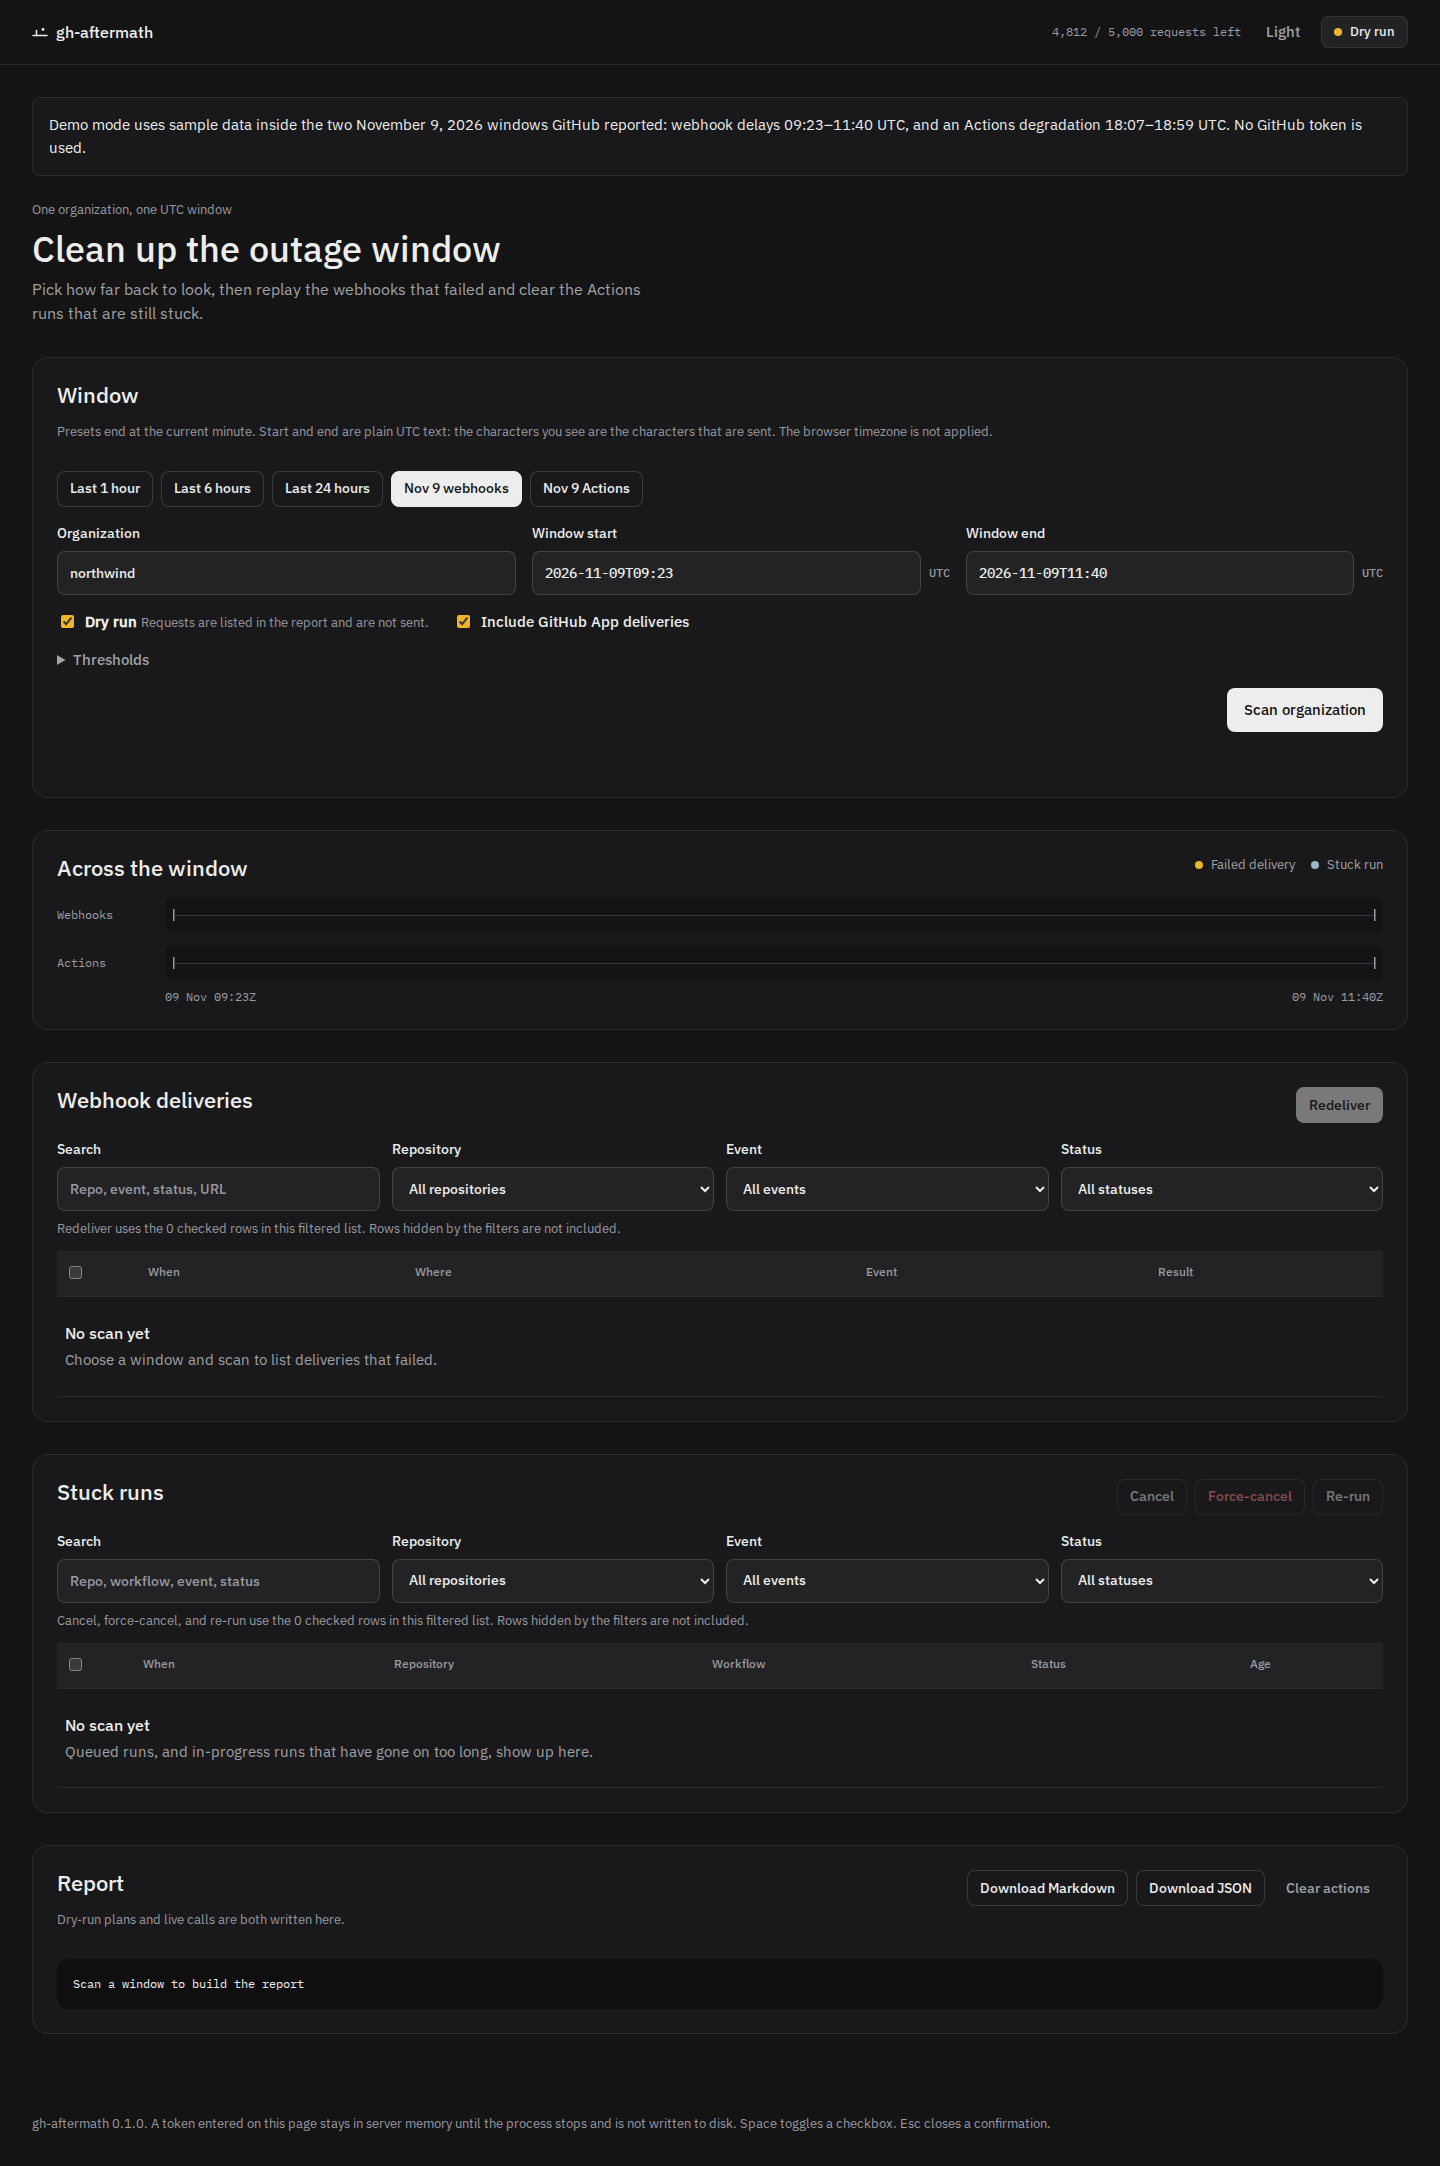 gh-aftermath
4,812 / 5,000 requests left
Light
Dry run
Demo mode uses sample data inside the two November 9, 2026 windows GitHub reported: webhook delays 09:23–11:40 UTC, and an Actions degradation 18:07–18:59 UTC. No GitHub token is
used.
One organization, one UTC window
Clean up the outage window
Pick how far back to look, then replay the webhooks that failed and clear the Actions
runs that are still stuck.
Window
Presets end at the current minute. Start and end are plain UTC text: the characters you see are the characters that are sent. The browser timezone is not applied.
Last 1 hour
Last 6 hours
Last 24 hours
Nov 9 webhooks
Nov 9 Actions
Organization
Window start
Window end
northwind
2026-11-09T09:23
UTC
2026-11-09T11:40
UTC
Dry run Requests are listed in the report and are not sent.
Include GitHub App deliveries
Thresholds
Scan organization
Across the window
Failed delivery
Stuck run
Webhooks
Actions
09 Nov 09:23Z
09 Nov 11:40Z
Webhook deliveries
Redeliver
Search
Repository
Event
Status
Repo, event, status, URL
All repositories
All events
All statuses
Redeliver uses the 0 checked rows in this filtered list. Rows hidden by the filters are not included.
When
Where
Event
Result
No scan yet
Choose a window and scan to list deliveries that failed.
Stuck runs
Cancel
Force-cancel
Re-run
Search
Repository
Event
Status
Repo, workflow, event, status
All repositories
All events
All statuses
Cancel, force-cancel, and re-run use the 0 checked rows in this filtered list. Rows hidden by the filters are not included.
When
Repository
Workflow
Status
Age
No scan yet
Queued runs, and in-progress runs that have gone on too long, show up here.
Report
Download Markdown
Download JSON
Clear actions
Dry-run plans and live calls are both written here.
Scan a window to build the report
gh-aftermath 0.1.0. A token entered on this page stays in server memory until the process stops and is not written to disk. Space toggles a checkbox. Esc closes a confirmation.